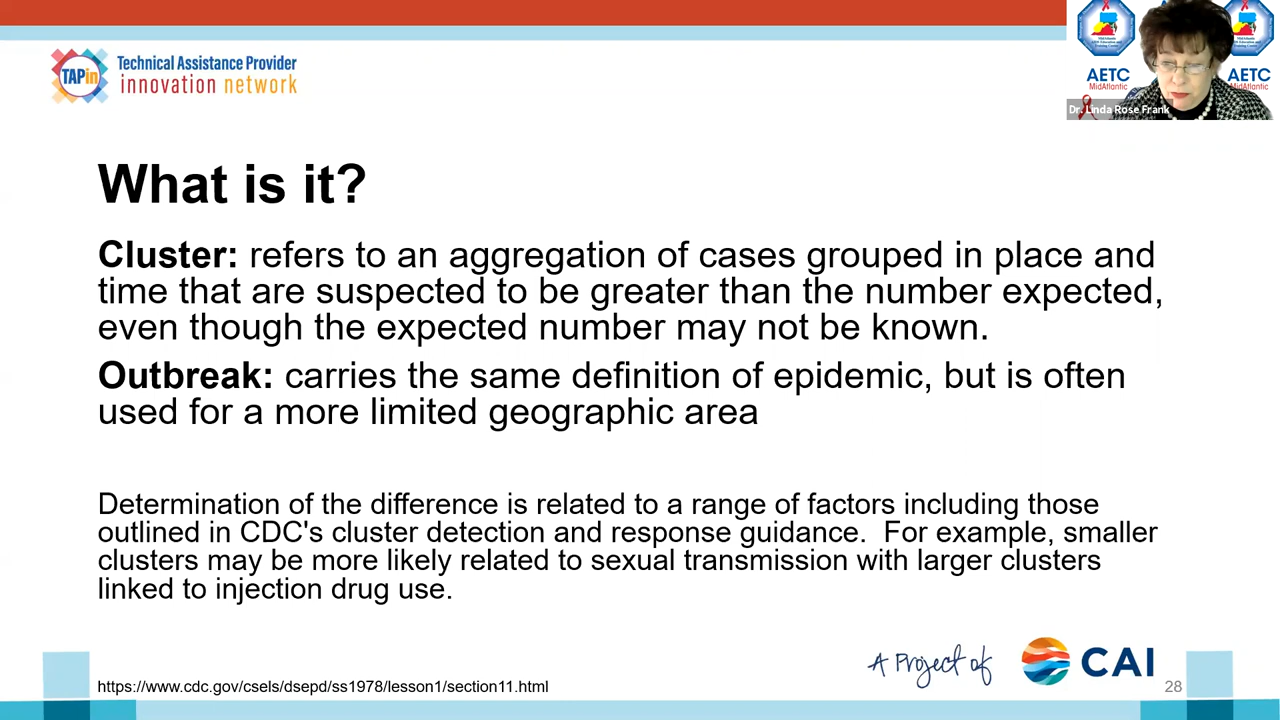 TAPin
Technical Assistance Provider
innovation network
AETC
MidAtlantic
AETC
MidAtlantic
Dr. Linda Rose Frank
What is it?
Cluster: refers to an aggregation of cases grouped in place and
time that are suspected to be greater than the number expected,
even though the expected number may not be known.
Outbreak: carries the same definition of epidemic, but is often
used for a more limited geographic area
Determination of the difference is related to a range of factors including those
outlined in CDC's cluster detection and response guidance.  For example, smaller
clusters may be more likely related to sexual transmission with larger clusters
linked to injection drug use.
A Project of
CAI
https://www.cdc.gov/csels/dsepd/ss1978/lesson1/section11.html
28